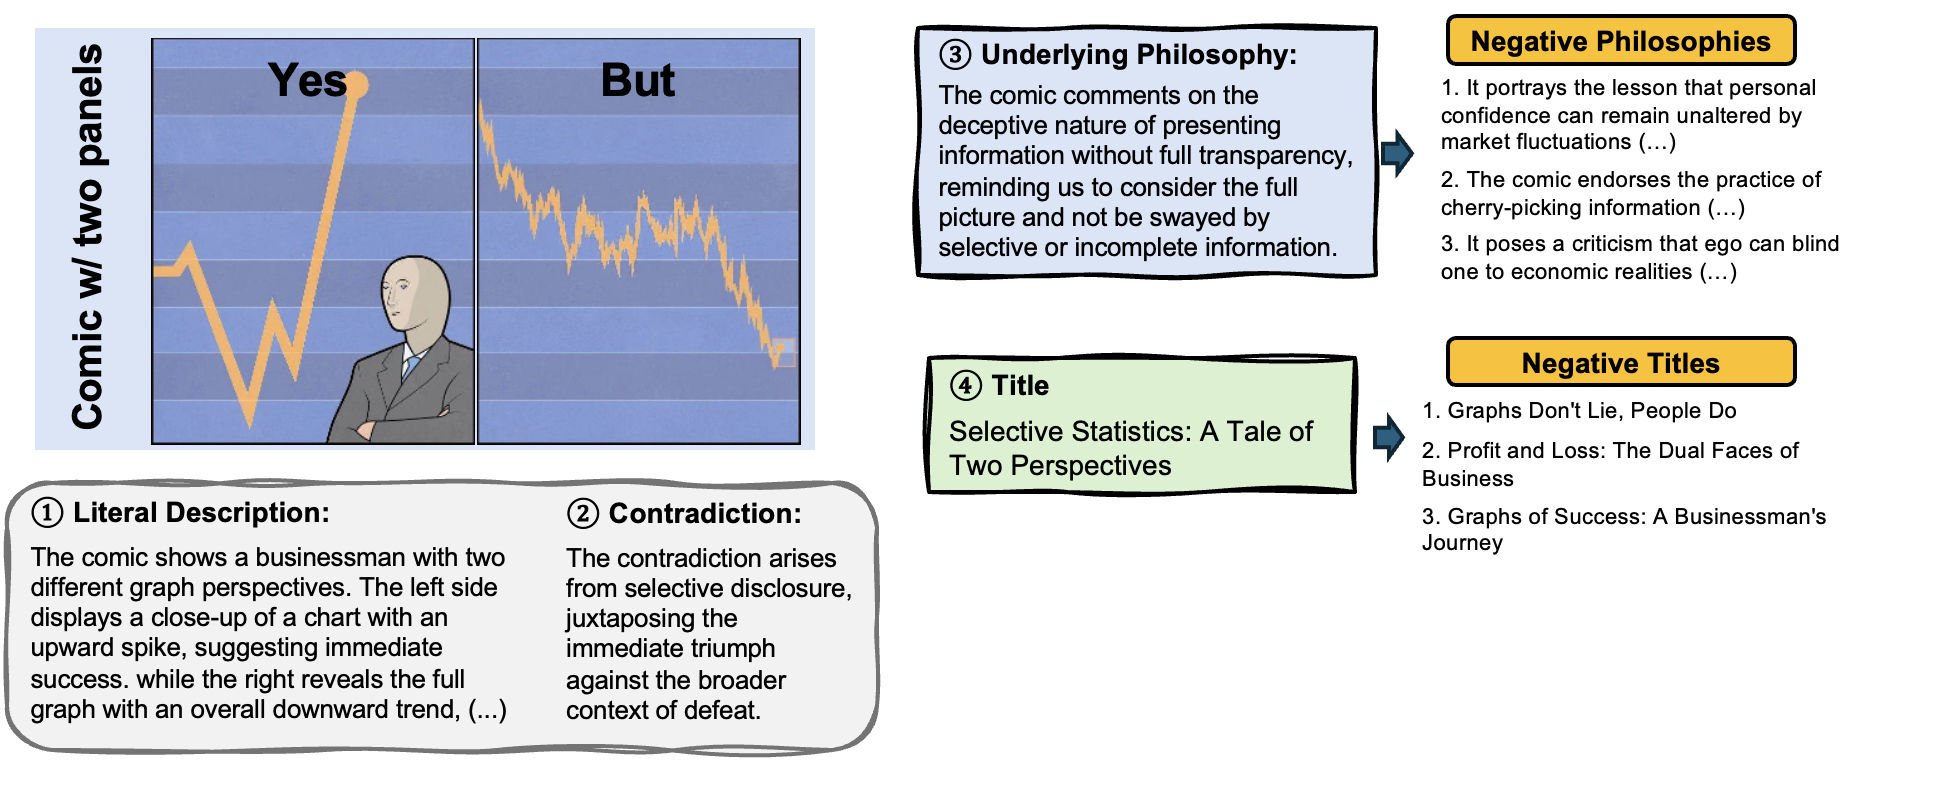 Comic w/ two panels
Yes
But
① Literal Description:
The comic shows a businessman with two
different graph perspectives. The left side
displays a close-up of a chart with an
upward spike, suggesting immediate
success. while the right reveals the full
graph with an overall downward trend, (...)
② Contradiction:
The contradiction arises
from selective disclosure,
juxtaposing the
immediate triumph
against the broader
context of defeat.
③ Underlying Philosophy:
The comic comments on the
deceptive nature of presenting
information without full transparency,
reminding us to consider the full
picture and not be swayed by
selective or incomplete information.
Negative Philosophies
1. It portrays the lesson that personal
confidence can remain unaltered by
market fluctuations (…)
2. The comic endorses the practice of
cherry-picking information (…)
3. It poses a criticism that ego can blind
one to economic realities (…)
④ Title
Selective Statistics: A Tale of
Two Perspectives
Negative Titles
1. Graphs Don't Lie, People Do
2. Profit and Loss: The Dual Faces of
Business
3. Graphs of Success: A Businessman's
Journey